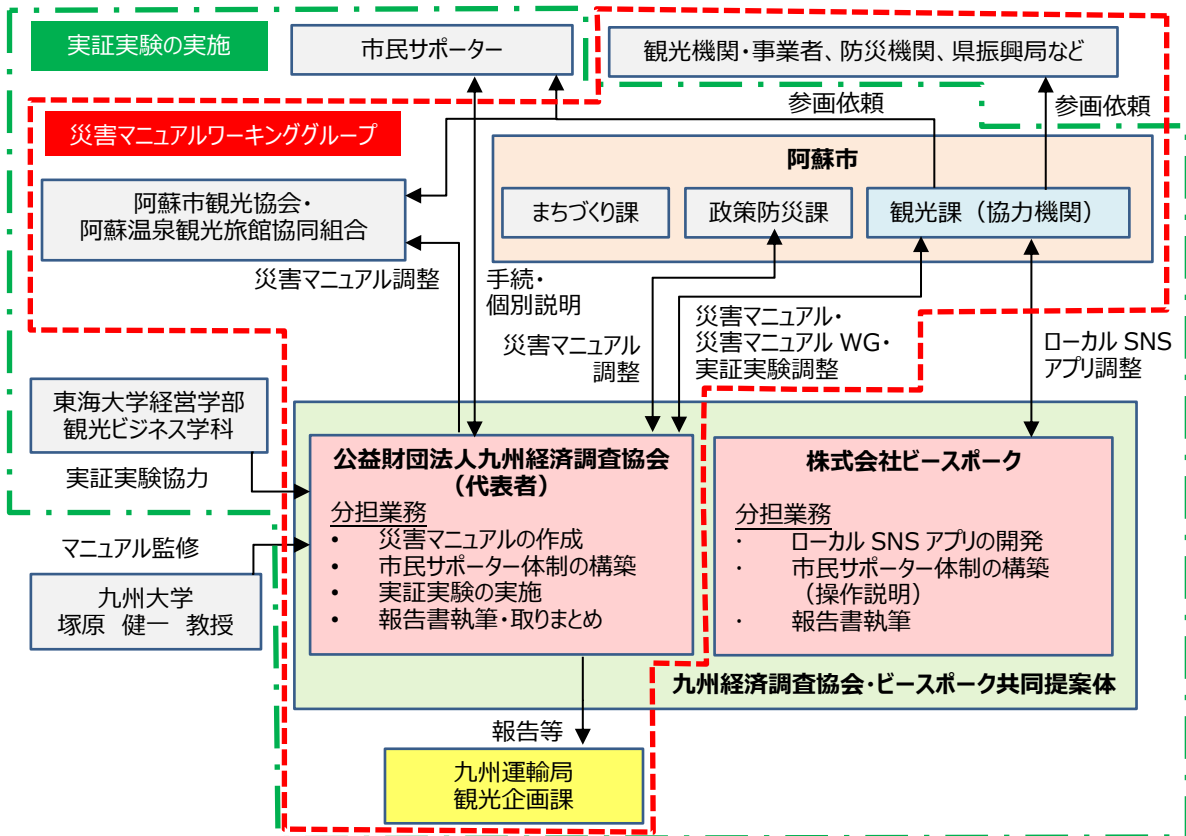 実証実験の実施
市民サポーター
観光機関・事業者、防災機関、県振興局など
参画依頼
参画依頼
災害マニュアルワーキンググループ
阿蘇市
阿蘇市観光協会・
阿蘇温泉観光旅館協同組合
まちづくり課
政策防災課
観光課（協力機関）
災害マニュアル調整
手続・
個別説明
災害マニュアル
調整
災害マニュアル・
災害マニュアル WG・
実証実験調整
ローカル SNS
アプリ調整
東海大学経営学部
観光ビジネス学科
実証実験協力
マニュアル監修
九州大学
塚原 健一 教授
公益財団法人九州経済調査協会
（代表者）
分担業務
• 災害マニュアルの作成
• 市民サポーター体制の構築
• 実証実験の実施
• 報告書執筆・取りまとめ
株式会社ビースポーク
分担業務
· ローカル SNS アプリの開発
· 市民サポーター体制の構築
（操作説明）
· 報告書執筆
九州経済調査協会・ビースポーク共同提案体
報告等
九州運輸局
観光企画課